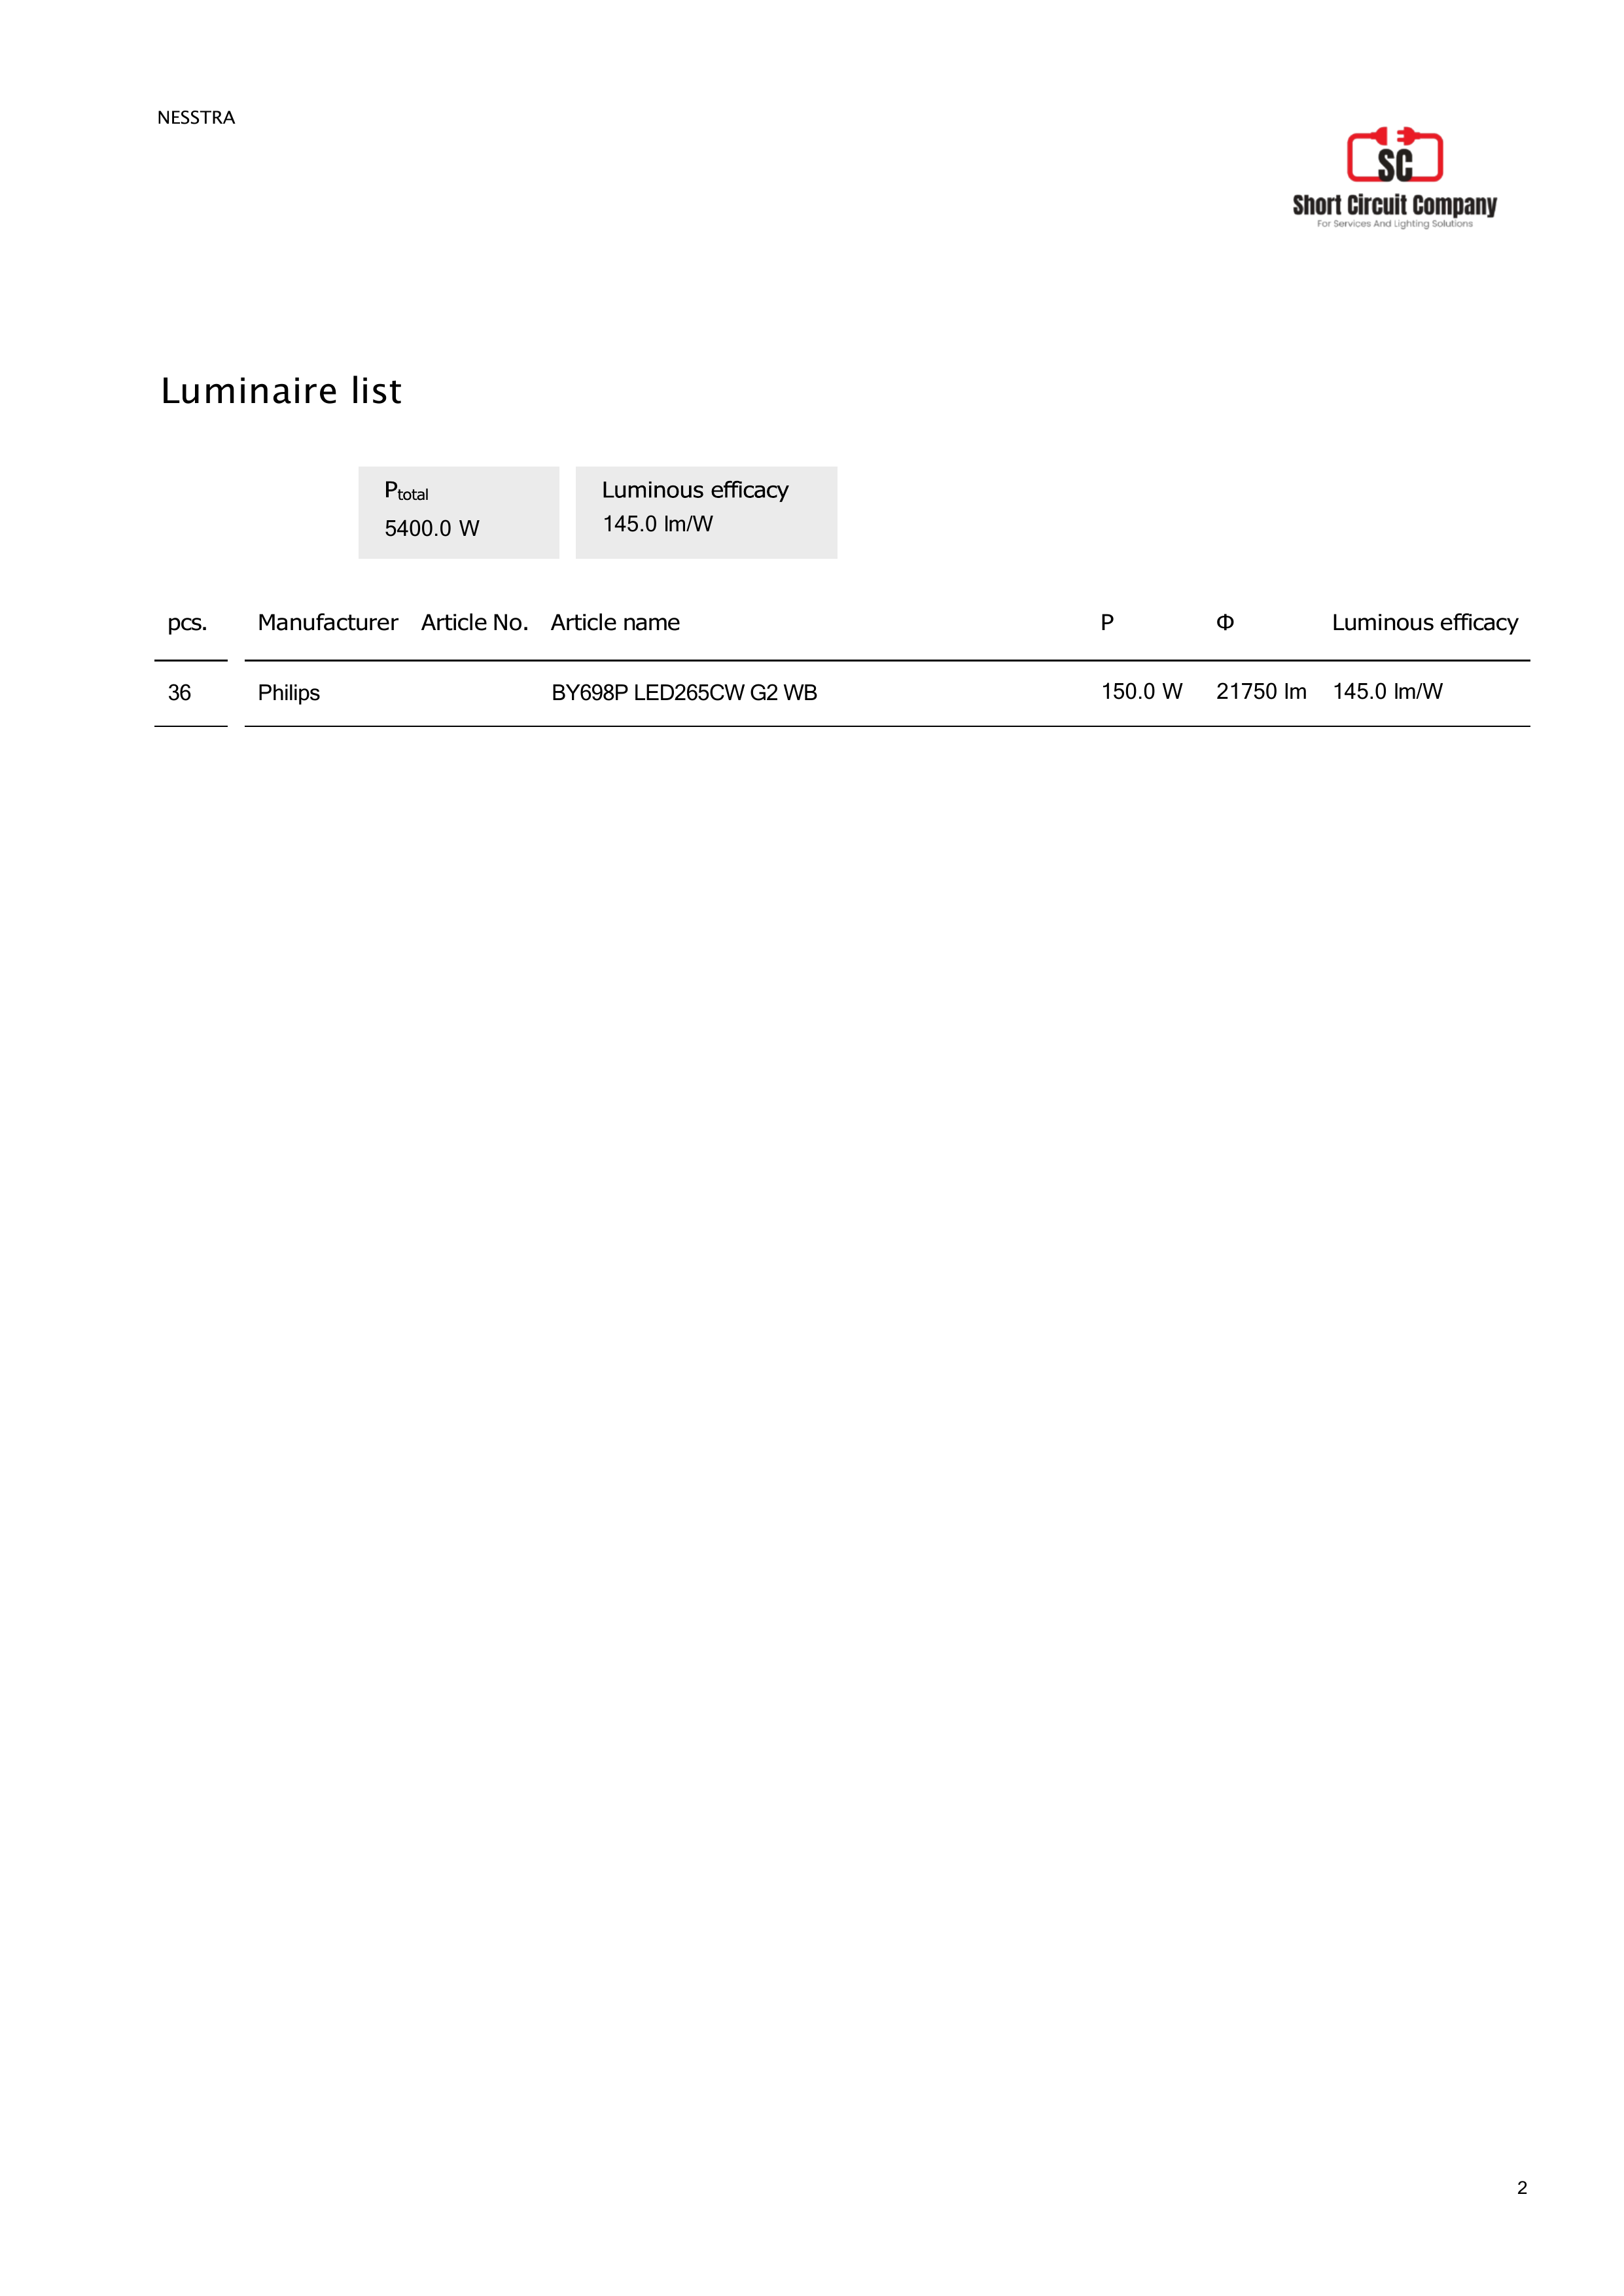 NESSTRA
SC
Short Circuit Company
For Services And Lighting Solutions
Luminaire list
Ptotal
5400.0 W
Luminous efficacy
145.0 lm/W
pcs. Manufacturer Article No. Article name P Φ Luminous efficacy
36 Philips BY698P LED265CW G2 WB 150.0 W 21750 lm 145.0 lm/W
2